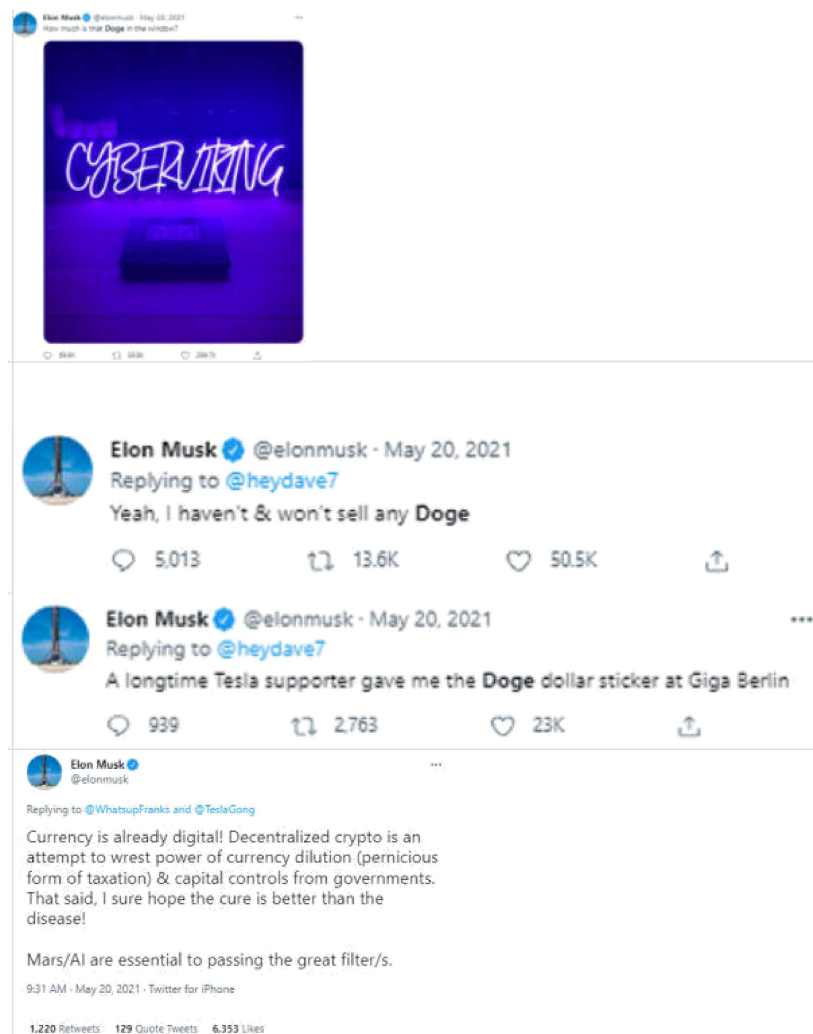 Elon Musk @elonmusk · May 20, 2021
How much is that Doge in the window?
CYBERVIKING
Elon Musk @elonmusk · May 20, 2021
Replying to @heydave7
Yeah, I haven't & won't sell any Doge
5,013 13.6K 50.5K
Elon Musk @elonmusk · May 20, 2021 •••
Replying to @heydave7
A longtime Tesla supporter gave me the Doge dollar sticker at Giga Berlin
939 2,763 23K
Elon Musk
@elonmusk
Replying to @WhatsupFranks and @TeslaGong
Currency is already digital! Decentralized crypto is an
attempt to wrest power of currency dilution (pernicious
form of taxation) & capital controls from governments.
That said, I sure hope the cure is better than the
disease!
Mars/AI are essential to passing the great filter/s.
9:31 AM · May 20, 2021 · Twitter for iPhone
1,220 Retweets 129 Quote Tweets 6,353 Likes